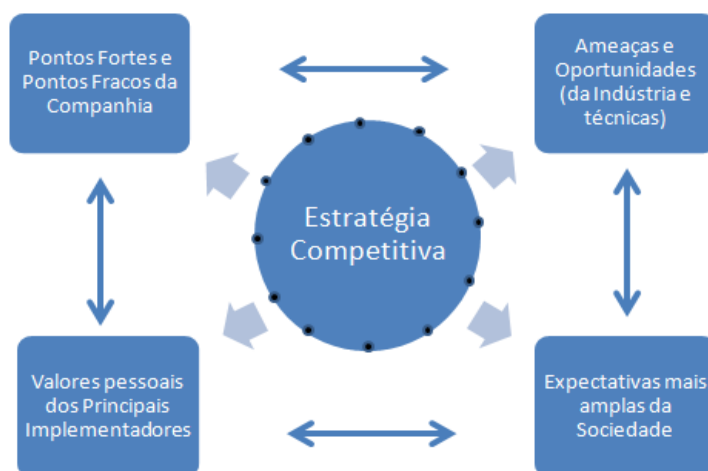 Pontos Fortes e
Pontos Fracos da
Companhia
Ameaças e
Oportunidades
(da Indústria e
técnicas)
Estratégia
Competitiva
Valores pessoais
dos Principais
Implementadores
Expectativas mais
amplas da
Sociedade